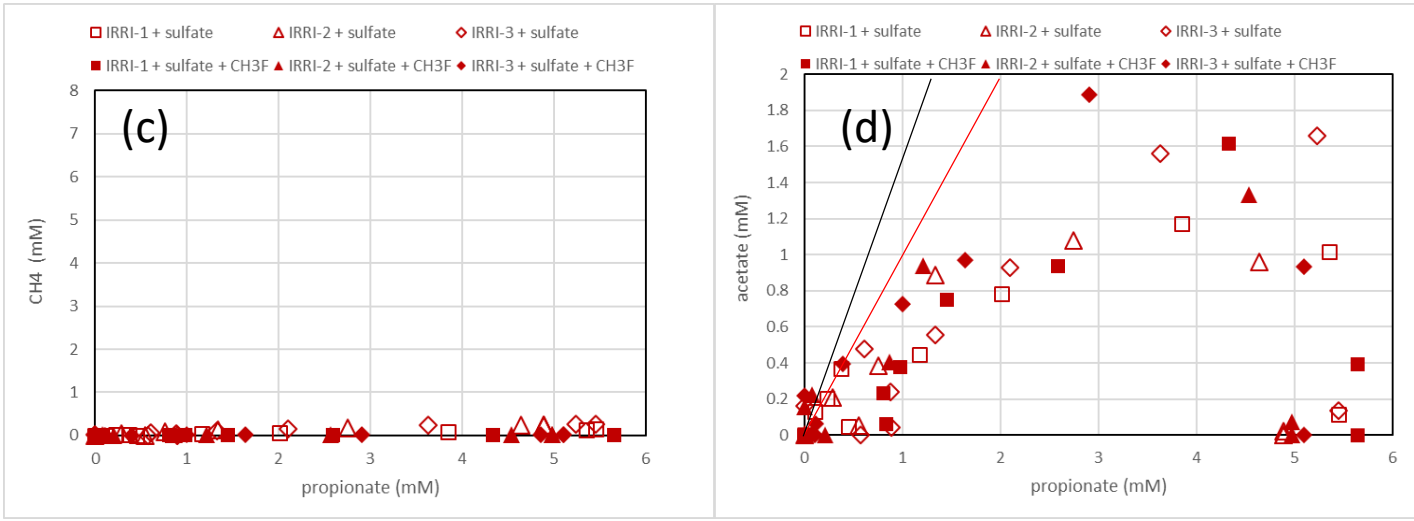 IRRI-1 + sulfate IRRI-2 + sulfate IRRI-3 + sulfate
IRRI-1 + sulfate + CH3F IRRI-2 + sulfate + CH3F IRRI-3 + sulfate + CH3F
(c)
CH4 (mM)
8
7
6
5
4
3
2
1
0
0 1 2 3 4 5 6
propionate (mM)
IRRI-1 + sulfate IRRI-2 + sulfate IRRI-3 + sulfate
IRRI-1 + sulfate + CH3F IRRI-2 + sulfate + CH3F IRRI-3 + sulfate + CH3F
(d)
acetate (mM)
2
1.8
1.6
1.4
1.2
1
0.8
0.6
0.4
0.2
0
0 1 2 3 4 5 6
propionate (mM)